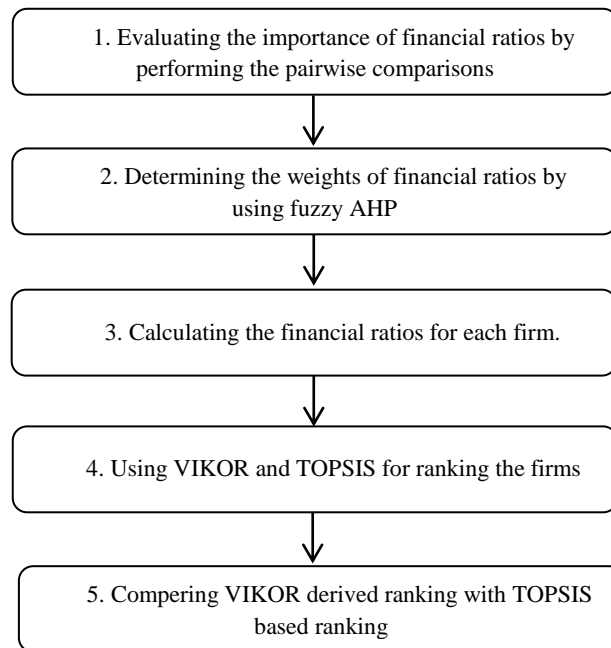 1. Evaluating the importance of financial ratios by
performing the pairwise comparisons
2. Determining the weights of financial ratios by
using fuzzy AHP
3. Calculating the financial ratios for each firm.
4. Using VIKOR and TOPSIS for ranking the firms
5. Compering VIKOR derived ranking with TOPSIS
based ranking